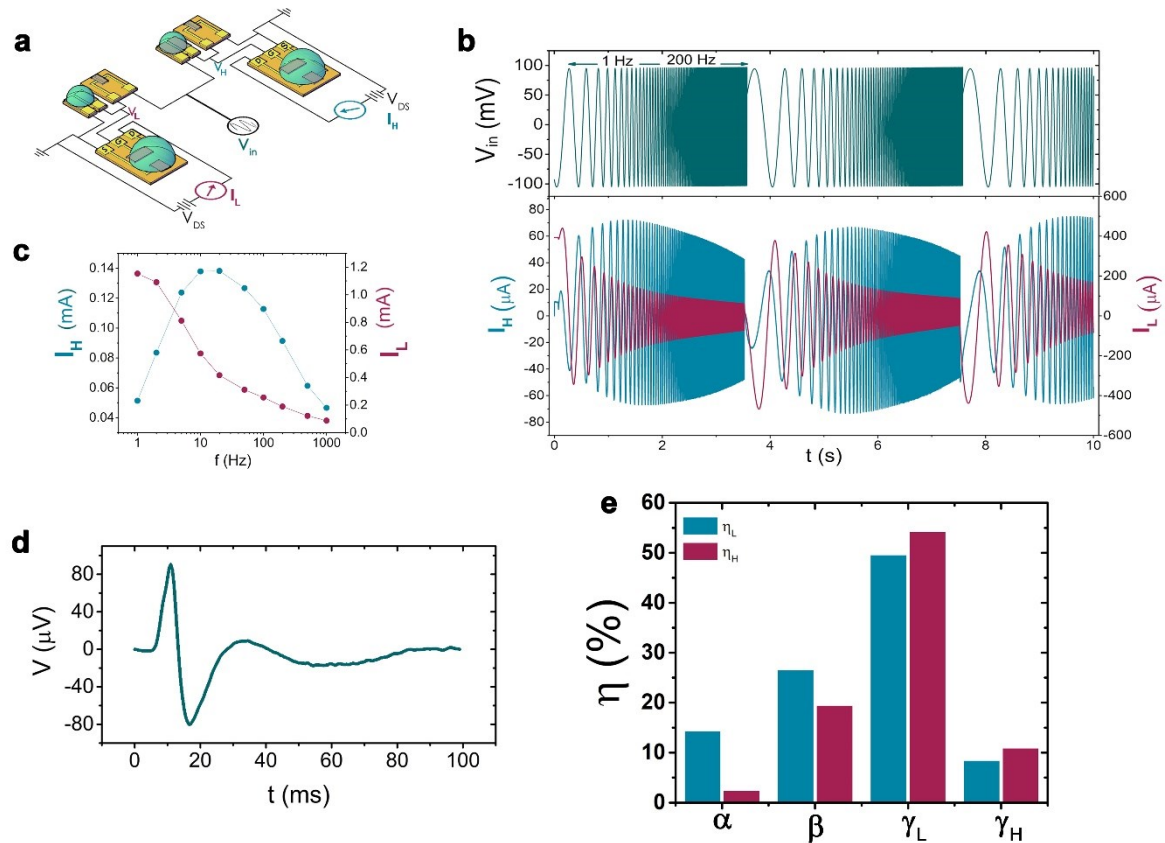 a
V_H
S G D
V_DS
I_H
V_L
V_in
S G D
I_L
V_DS
b
1 Hz
200 Hz
100
50
0
-50
-100
V_in (mV)
80
60
40
20
0
-20
-40
-60
-80
I_H (μA)
600
400
200
0
-200
-400
-600
I_L (μA)
0 2 4 6 8 10
t (s)
c
0.14
0.12
0.10
0.08
0.06
0.04
I_H (mA)
1.2
1.0
0.8
0.6
0.4
0.2
0.0
I_L (mA)
1 10 100 1000
f (Hz)
d
80
40
0
-40
-80
V (μV)
0 20 40 60 80 100
t (ms)
e
60
50
40
30
20
10
0
η (%)
η_L
η_H
α β γ_L γ_H